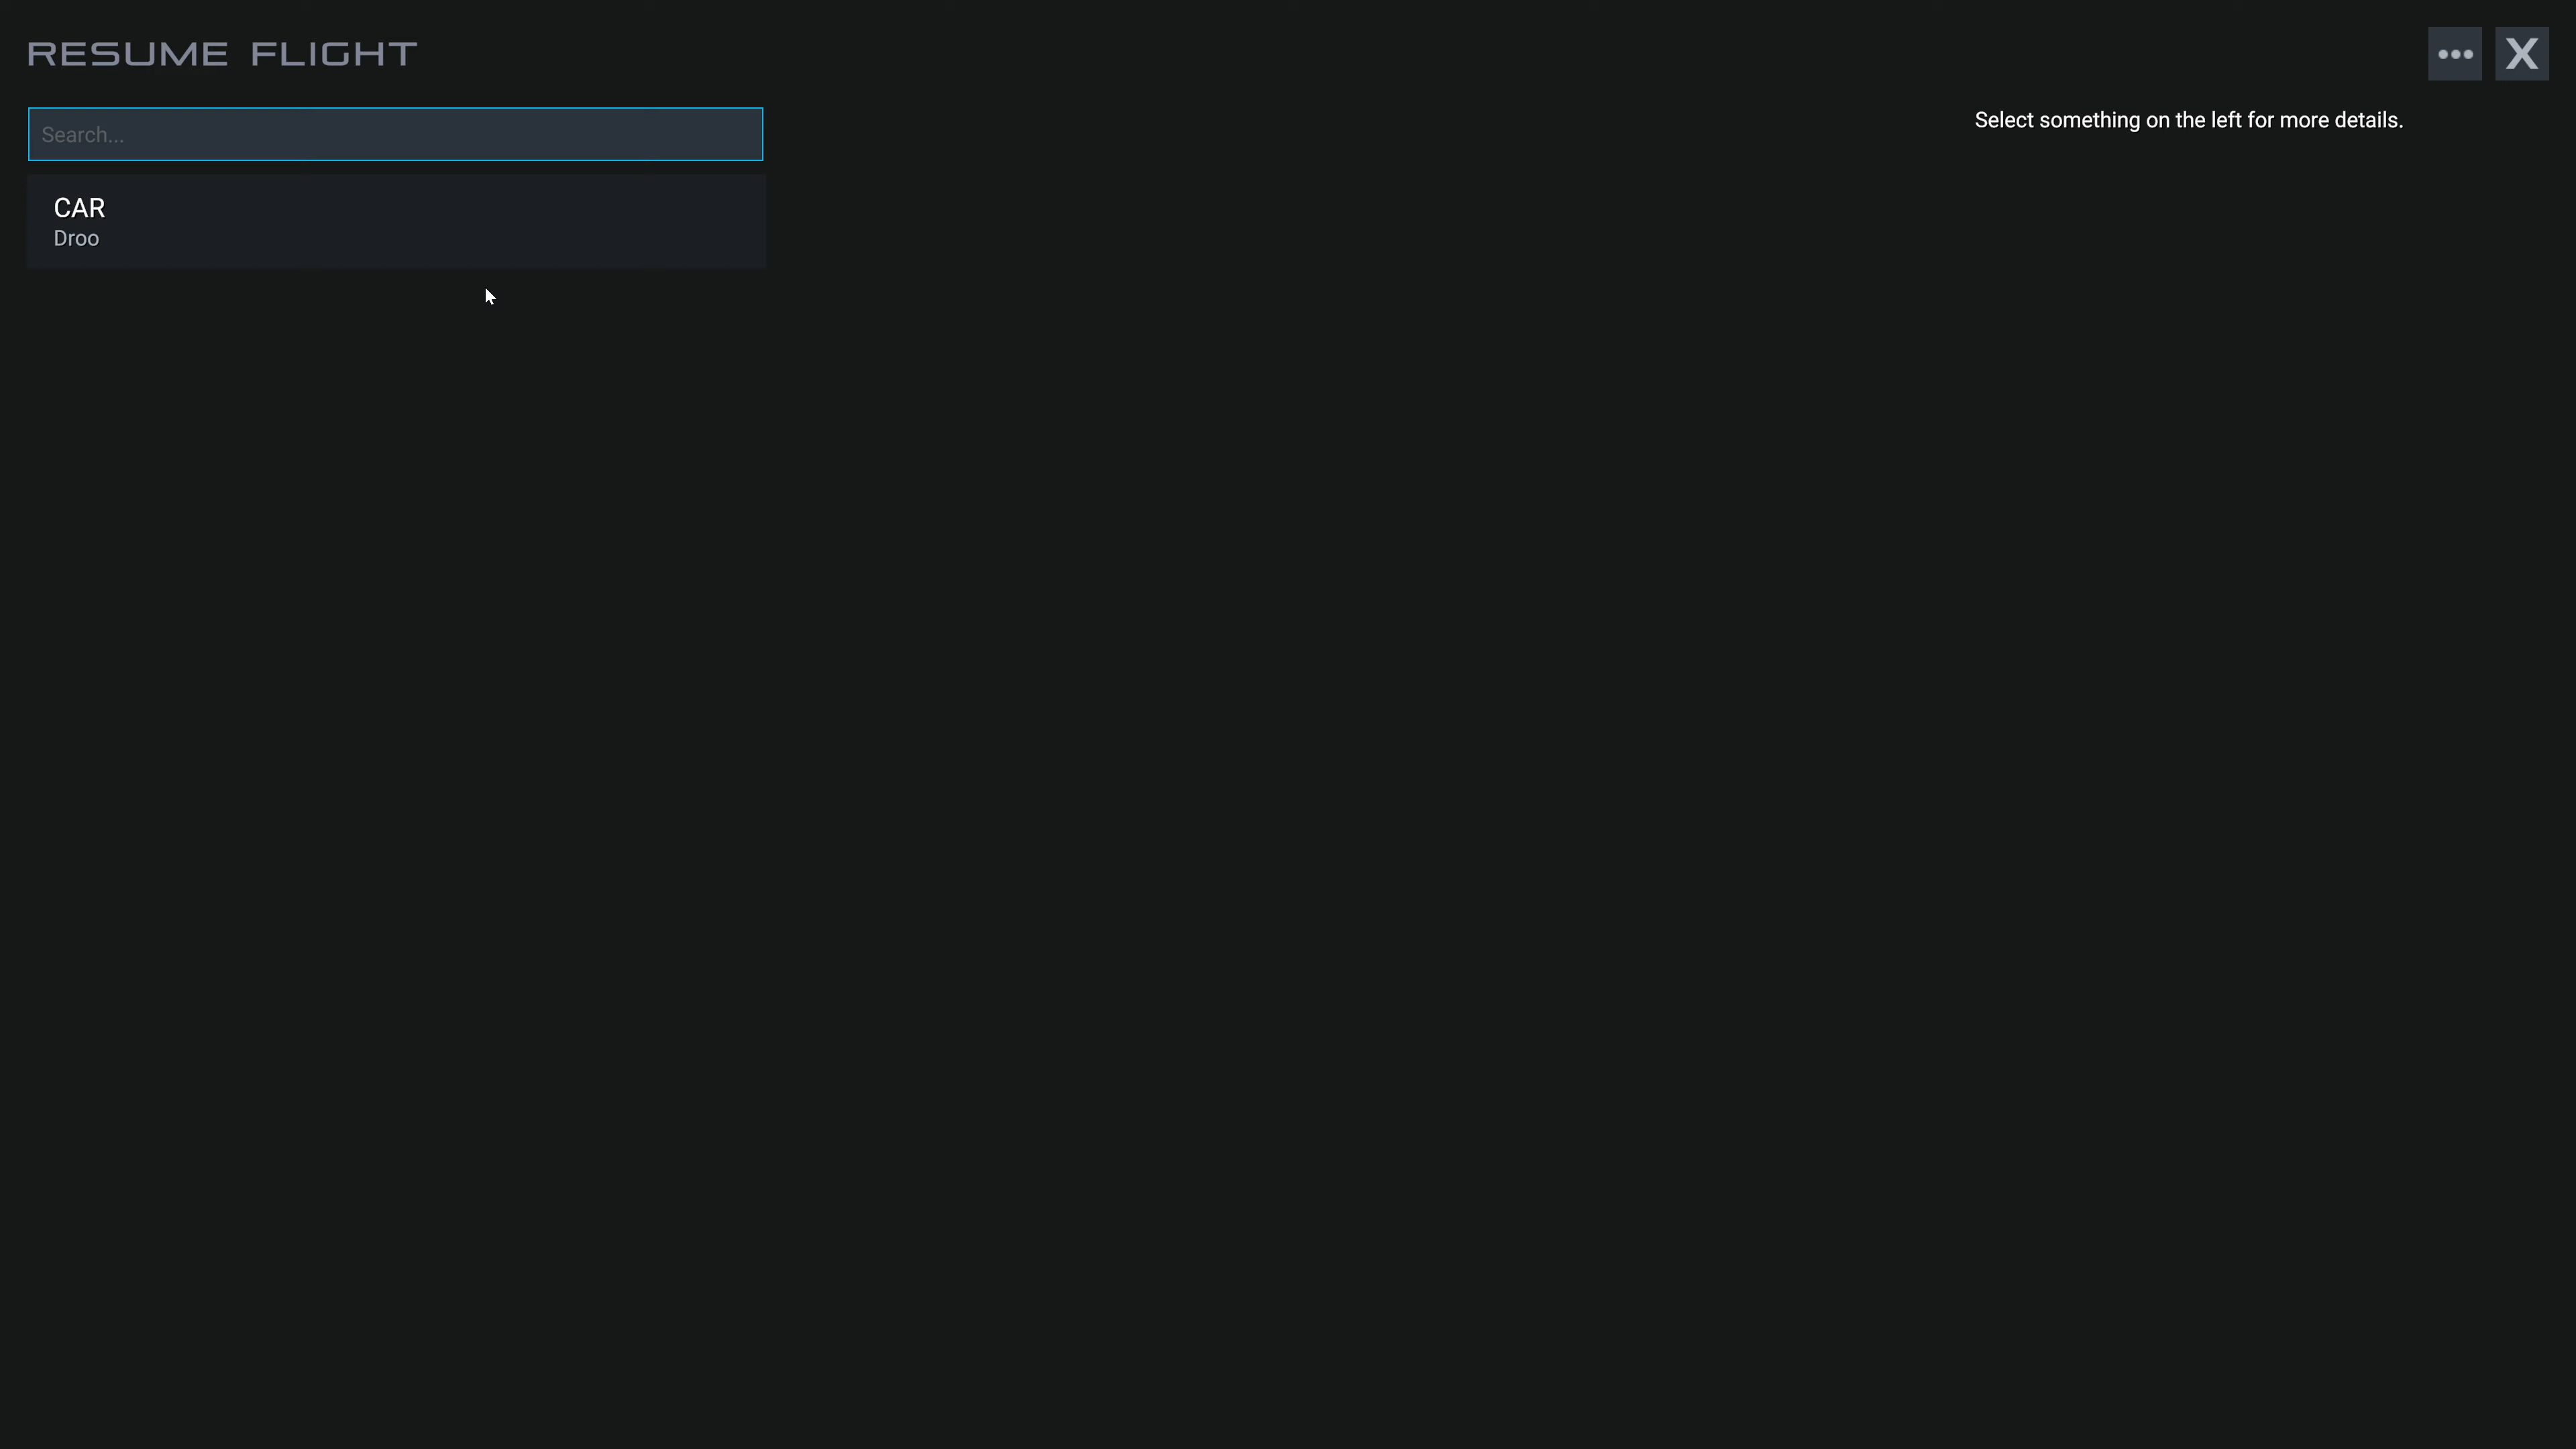 RESUME FLIGHT
X
Search...
Select something on the left for more details.
CAR
Droo